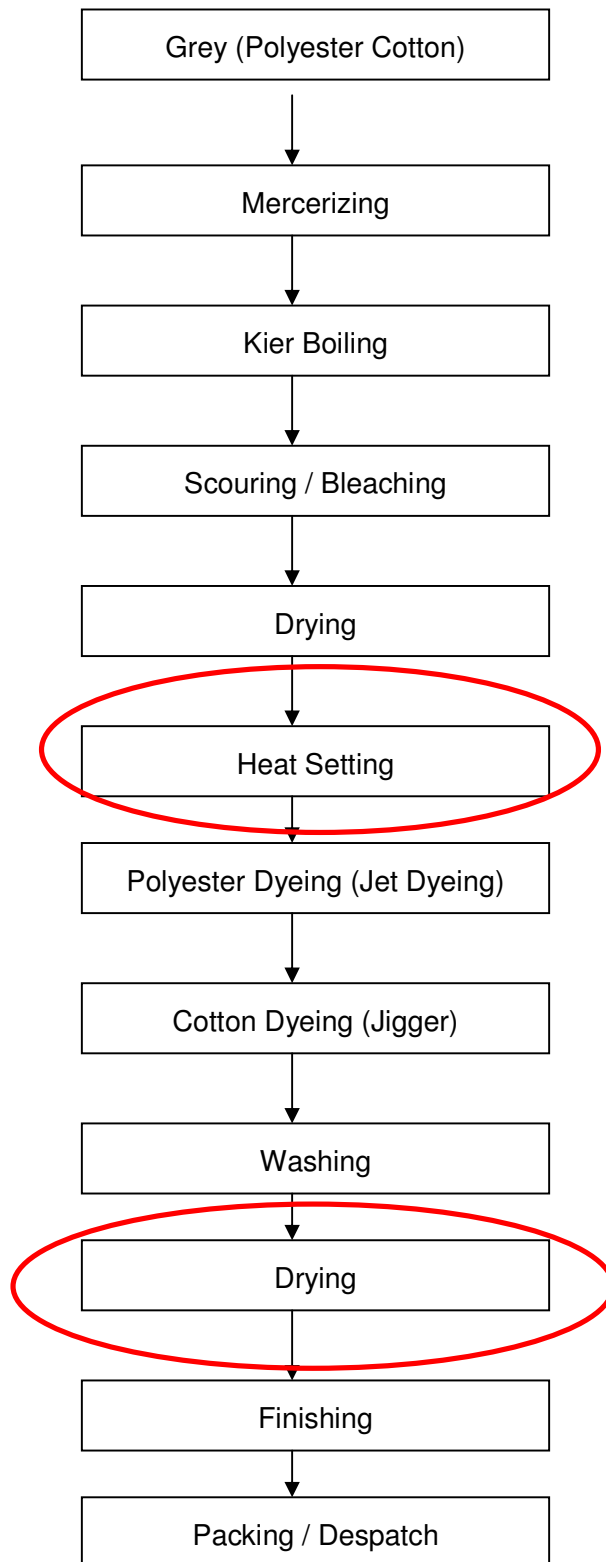 Grey (Polyester Cotton)
Mercerizing
Kier Boiling
Scouring / Bleaching
Drying
Heat Setting
Polyester Dyeing (Jet Dyeing)
Cotton Dyeing (Jigger)
Washing
Drying
Finishing
Packing / Despatch